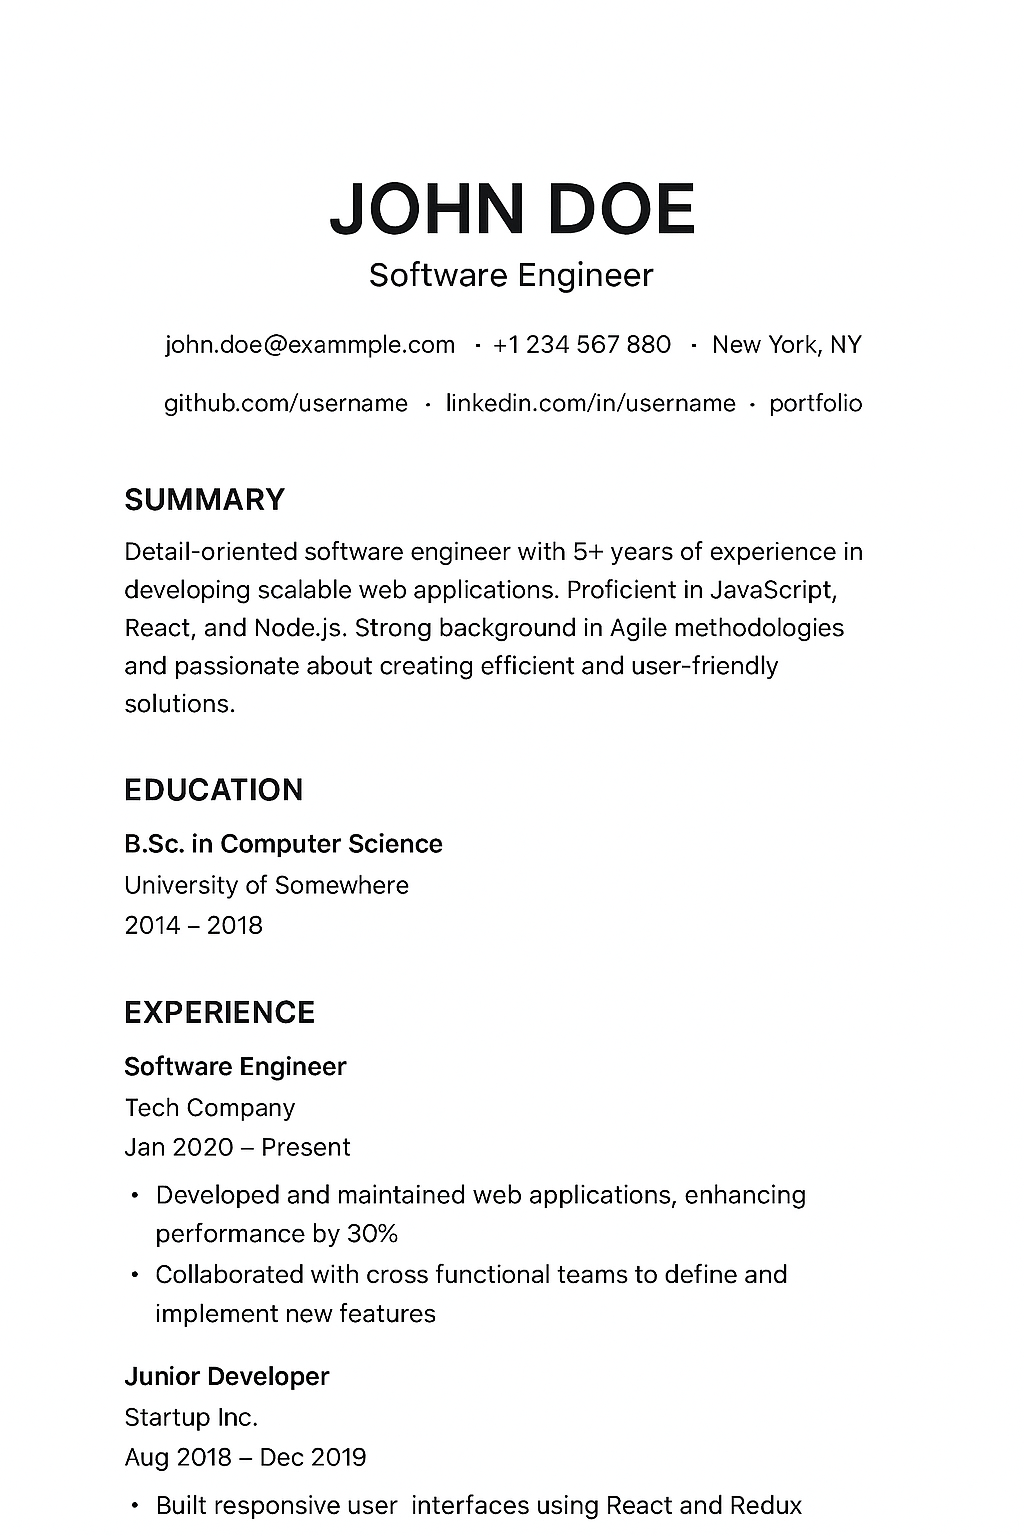 JOHN DOE
Software Engineer
john.doe@exammple.com · +1 234 567 880 · New York, NY
github.com/username · linkedin.com/in/username · portfolio
SUMMARY
Detail-oriented software engineer with 5+ years of experience in
developing scalable web applications. Proficient in JavaScript,
React, and Node.js. Strong background in Agile methodologies
and passionate about creating efficient and user-friendly
solutions.
EDUCATION
B.Sc. in Computer Science
University of Somewhere
2014 – 2018
EXPERIENCE
Software Engineer
Tech Company
Jan 2020 – Present
• Developed and maintained web applications, enhancing
performance by 30%
• Collaborated with cross functional teams to define and
implement new features
Junior Developer
Startup Inc.
Aug 2018 – Dec 2019
• Built responsive user interfaces using React and Redux